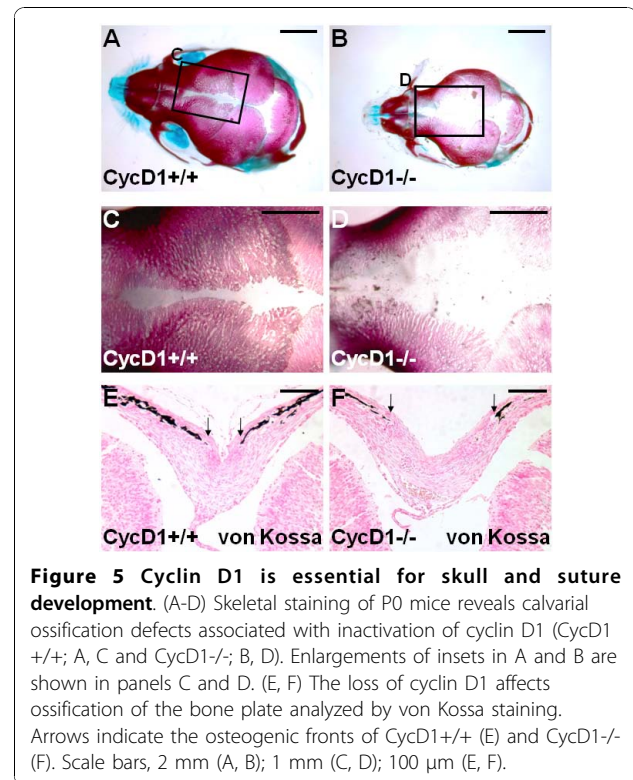 A
B
C
D
CycD1+/+
CycD1-/-
C
D
CycD1+/+
CycD1-/-
E
F
CycD1+/+ von Kossa
CycD1-/- von Kossa
Figure 5 Cyclin D1 is essential for skull and suture
development. (A-D) Skeletal staining of P0 mice reveals calvarial
ossification defects associated with inactivation of cyclin D1 (CycD1
+/+; A, C and CycD1-/-; B, D). Enlargements of insets in A and B are
shown in panels C and D. (E, F) The loss of cyclin D1 affects
ossification of the bone plate analyzed by von Kossa staining.
Arrows indicate the osteogenic fronts of CycD1+/+ (E) and CycD1-/-
(F). Scale bars, 2 mm (A, B); 1 mm (C, D); 100 μm (E, F).